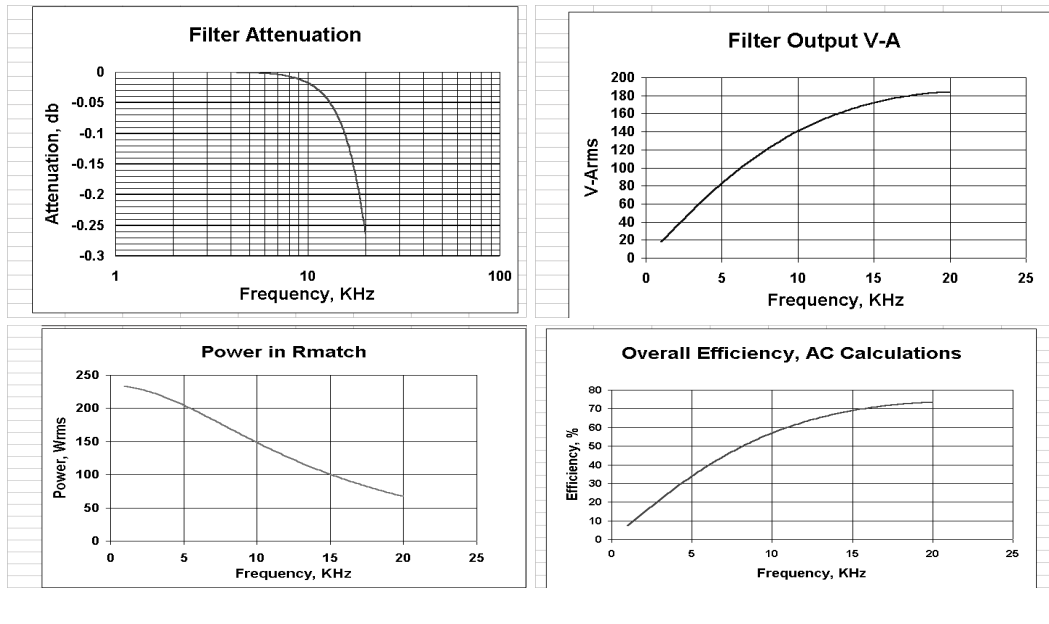 Filter Attenuation
0
-0.05
-0.1
-0.15
-0.2
-0.25
-0.3
Attenuation, db
1 10 100
Frequency, KHz
Filter Output V-A
200
180
160
140
120
100
80
60
40
20
0
V-Arms
0 5 10 15 20 25
Frequency, KHz
Power in Rmatch
250
200
150
100
50
0
Power, Wrms
0 5 10 15 20 25
Frequency, KHz
Overall Efficiency, AC Calculations
80
70
60
50
40
30
20
10
0
Efficiency, %
0 5 10 15 20 25
Frequency, KHz